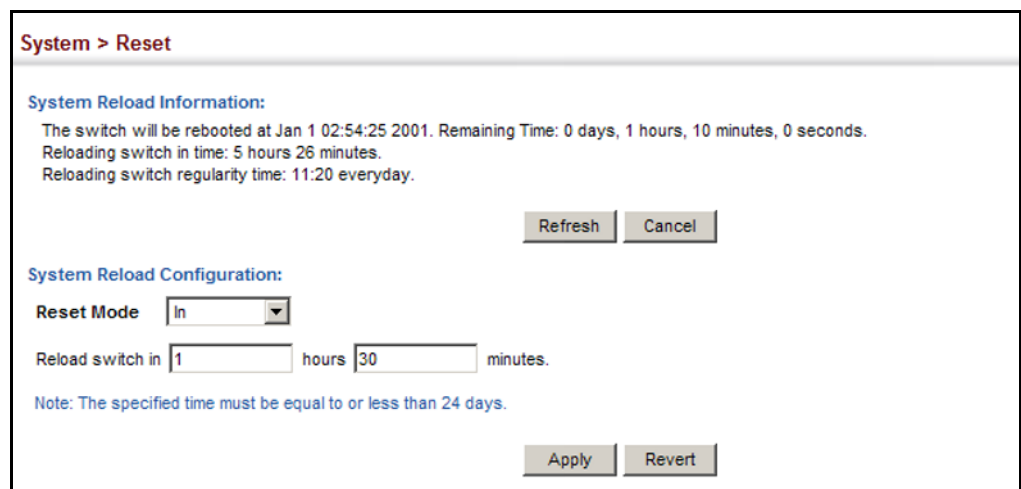 System > Reset
System Reload Information:
The switch will be rebooted at Jan 1 02:54:25 2001. Remaining Time: 0 days, 1 hours, 10 minutes, 0 seconds.
Reloading switch in time: 5 hours 26 minutes.
Reloading switch regularity time: 11:20 everyday.
Refresh Cancel
System Reload Configuration:
Reset Mode In
Reload switch in 1 hours 30 minutes.
Note: The specified time must be equal to or less than 24 days.
Apply Revert